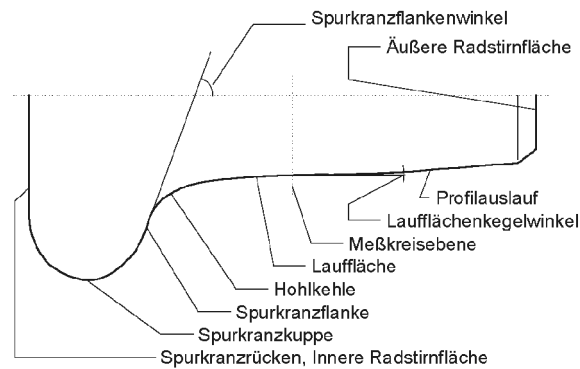 Spurkranzflankenwinkel
Äußere Radstirnfläche
Profilauslauf
Laufflächenkegelwinkel
Meßkreisebene
Lauffläche
Hohlkehle
Spurkranzflanke
Spurkranzkuppe
Spurkranzrücken, Innere Radstirnfläche